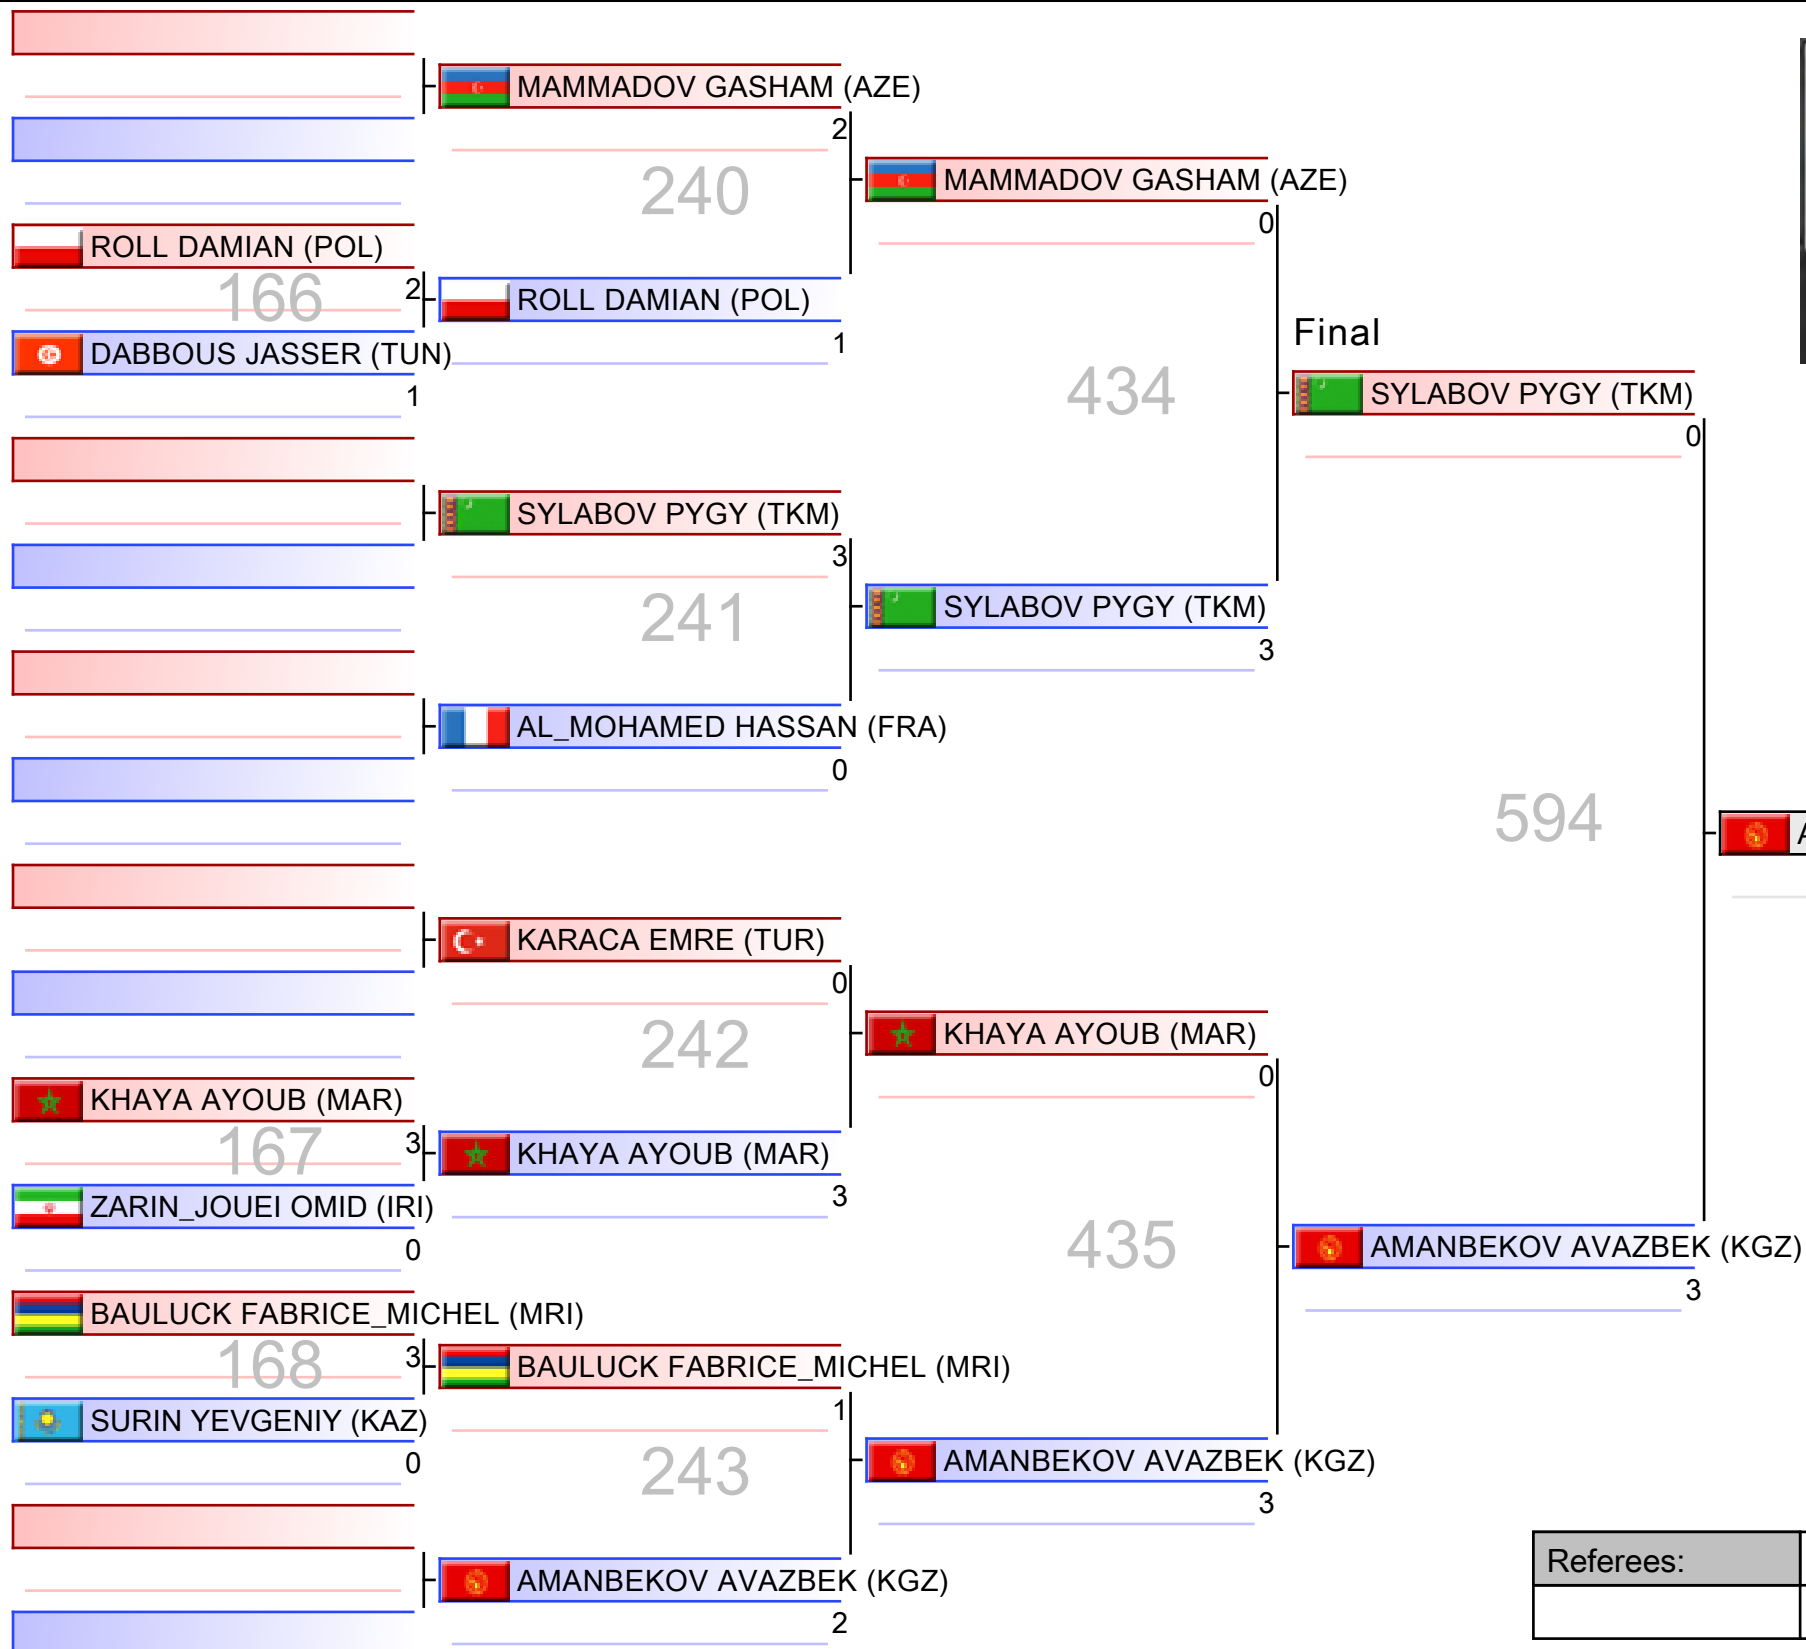 MAMMADOV GASHAM (AZE)
2
240
MAMMADOV GASHAM (AZE)
0
ROLL DAMIAN (POL)
2
166
ROLL DAMIAN (POL)
1
DABBOUS JASSER (TUN)
1
434
Final
SYLABOV PYGY (TKM)
0
SYLABOV PYGY (TKM)
3
241
SYLABOV PYGY (TKM)
3
AL_MOHAMED HASSAN (FRA)
0
594
A
KARACA EMRE (TUR)
0
242
KHAYA AYOUB (MAR)
0
KHAYA AYOUB (MAR)
3
167
KHAYA AYOUB (MAR)
3
ZARIN_JOUEI OMID (IRI)
0
435
AMANBEKOV AVAZBEK (KGZ)
3
BAULUCK FABRICE_MICHEL (MRI)
3
168
BAULUCK FABRICE_MICHEL (MRI)
1
SURIN YEVGENIY (KAZ)
0
243
AMANBEKOV AVAZBEK (KGZ)
3
AMANBEKOV AVAZBEK (KGZ)
2
Referees: